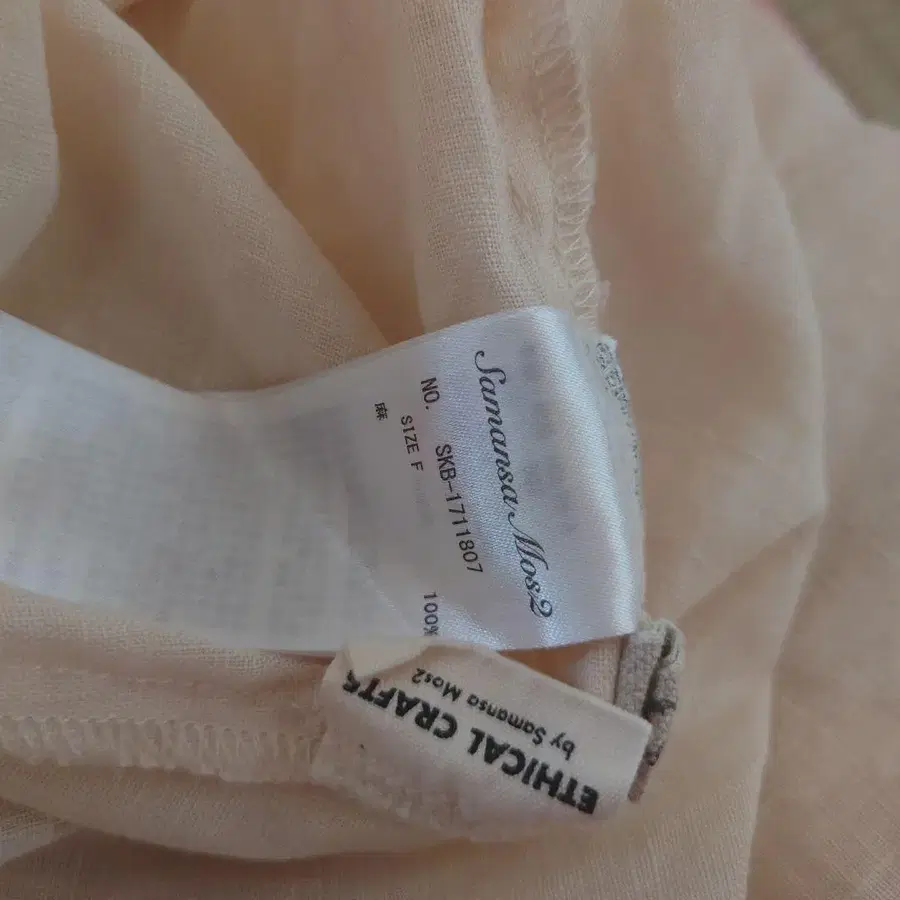 Samansa Mos2
NO. SKB-1711807
SIZE F
麻 100%
ETHICAL CRAFTS
by Samansa Mos2